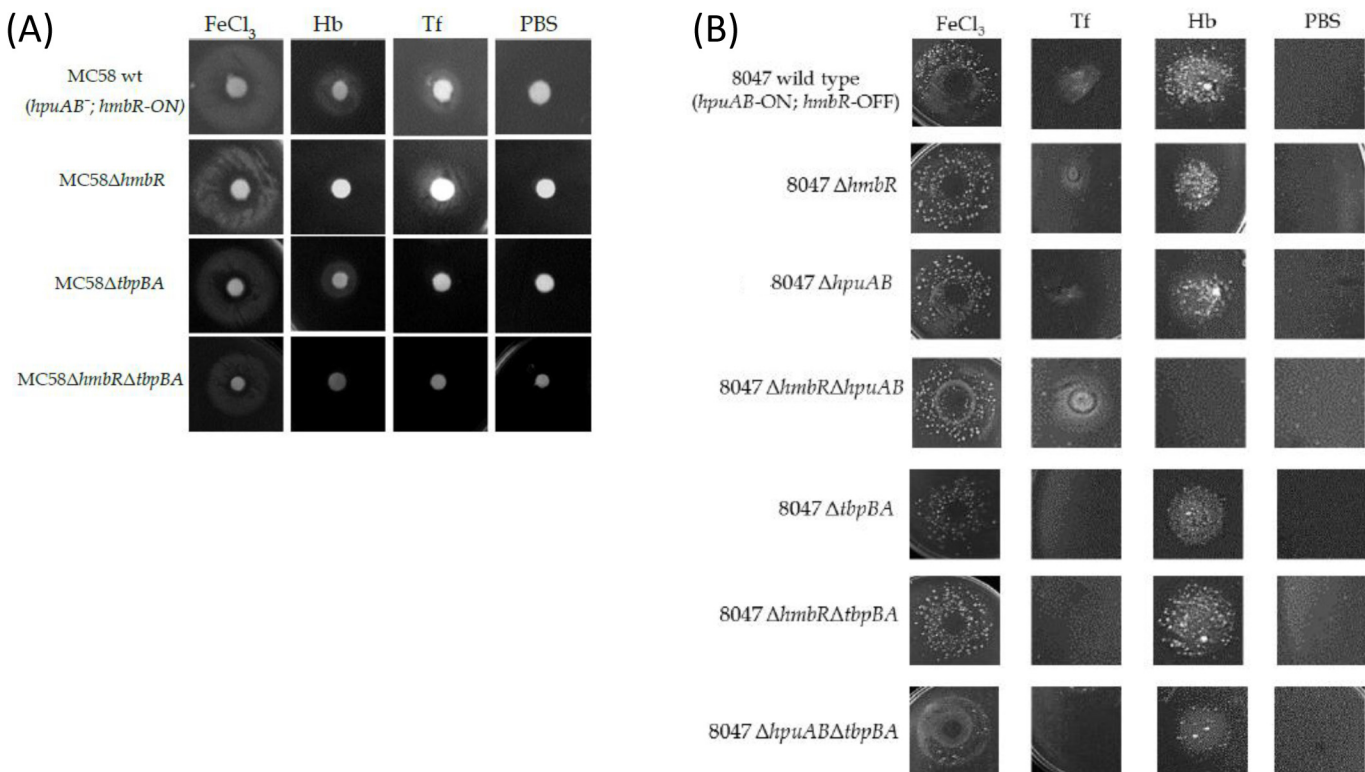 (A)
FeCl₃ Hb Tf PBS
MC58 wt
(hpuAB⁻; hmbR-ON)
MC58ΔhmbR
MC58ΔtbpBA
MC58ΔhmbRΔtbpBA
(B)
FeCl₃ Tf Hb PBS
8047 wild type
(hpuAB-ON; hmbR-OFF)
8047 ΔhmbR
8047 ΔhpuAB
8047 ΔhmbRΔhpuAB
8047 ΔtbpBA
8047 ΔhmbRΔtbpBA
8047 ΔhpuABΔtbpBA